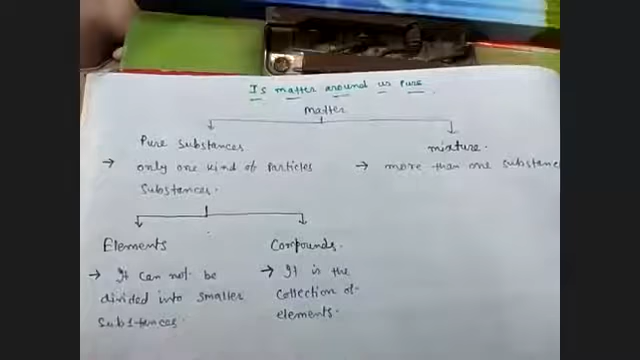 Is matter around us Pure.
matter
Pure substances
→ only one kind of Particles
substances.
mixture.
→ more than one substance
Elements
→ It can not be
divided into smaller
substances.
Compounds.
→ It is the
collection of
elements.